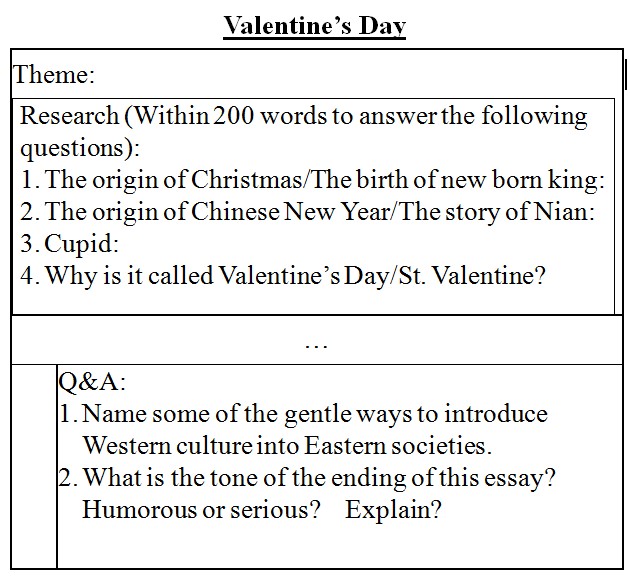 Valentine's Day
Theme:
Research (Within 200 words to answer the following
questions):
1. The origin of Christmas/The birth of new born king:
2. The origin of Chinese New Year/The story of Nian:
3. Cupid:
4. Why is it called Valentine's Day/St. Valentine?
…
Q&A:
1. Name some of the gentle ways to introduce
Western culture into Eastern societies.
2. What is the tone of the ending of this essay?
Humorous or serious? Explain?